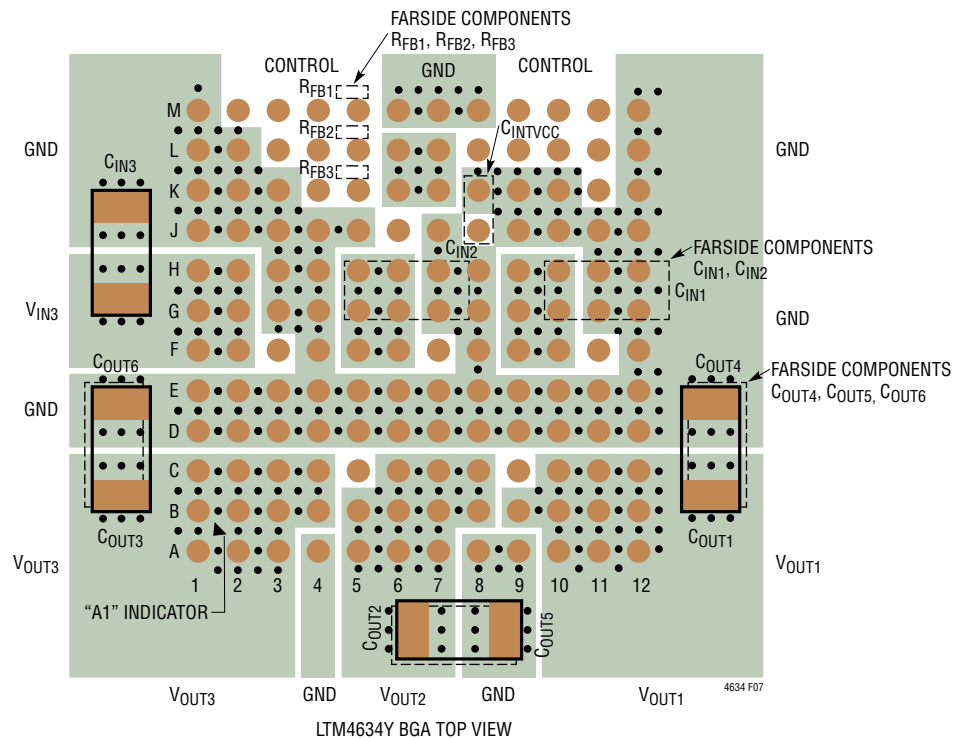 FARSIDE COMPONENTS
RFB1, RFB2, RFB3
CONTROL
GND
CONTROL
RFB1
M
CINTVCC
RFB2
GND
L
GND
CIN3
RFB3
K
J
CIN2
FARSIDE COMPONENTS
CIN1, CIN2
H
CIN1
VIN3
G
GND
F
COUT6
COUT4
FARSIDE COMPONENTS
COUT4, COUT5, COUT6
GND
E
D
C
B
COUT3
COUT1
VOUT3
A
VOUT1
1 2 3 4 5 6 7 8 9 10 11 12
"A1" INDICATOR
COUT2
COUT5
4634 F07
VOUT3
GND
VOUT2
GND
VOUT1
LTM4634Y BGA TOP VIEW